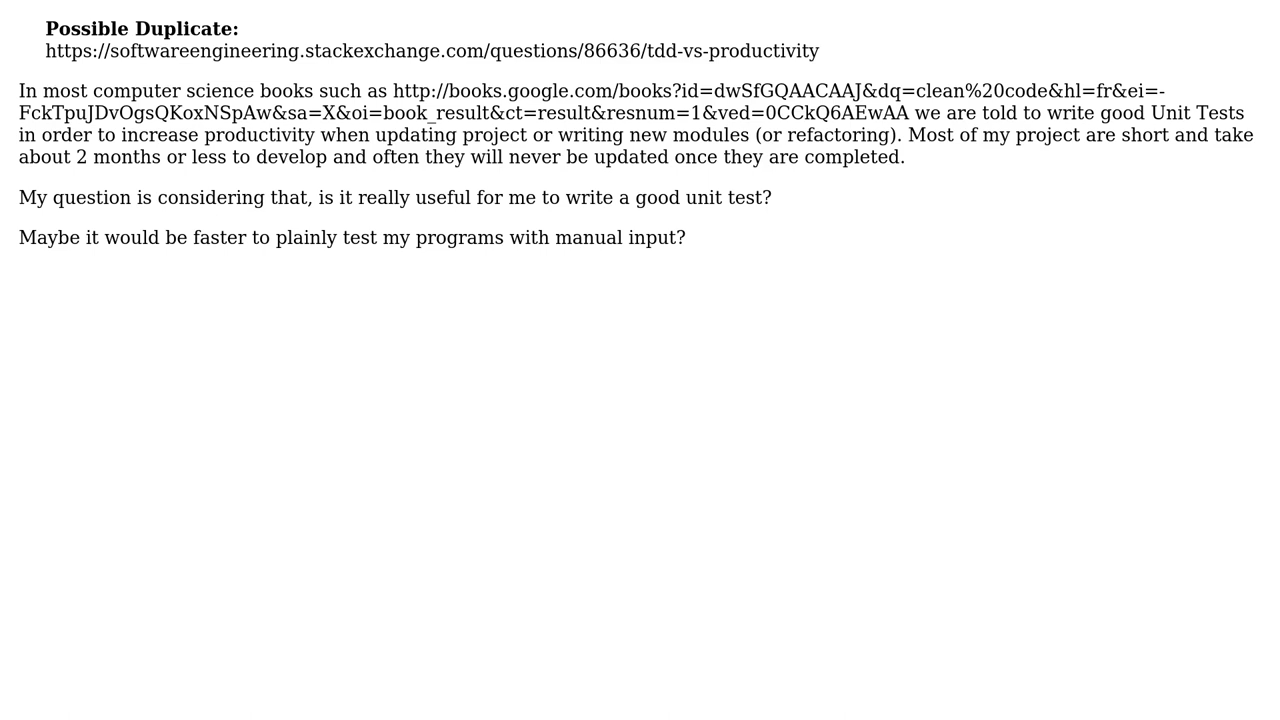 Possible Duplicate:
https://softwareengineering.stackexchange.com/questions/86636/tdd-vs-productivity
In most computer science books such as http://books.google.com/books?id=dwSfGQAACAAJ&dq=clean%20code&hl=fr&ei=-
FckTpuJDvOgsQKoxNSpAw&sa=X&oi=book_result&ct=result&resnum=1&ved=0CCkQ6AEwAA we are told to write good Unit Tests
in order to increase productivity when updating project or writing new modules (or refactoring). Most of my project are short and take
about 2 months or less to develop and often they will never be updated once they are completed.
My question is considering that, is it really useful for me to write a good unit test?
Maybe it would be faster to plainly test my programs with manual input?